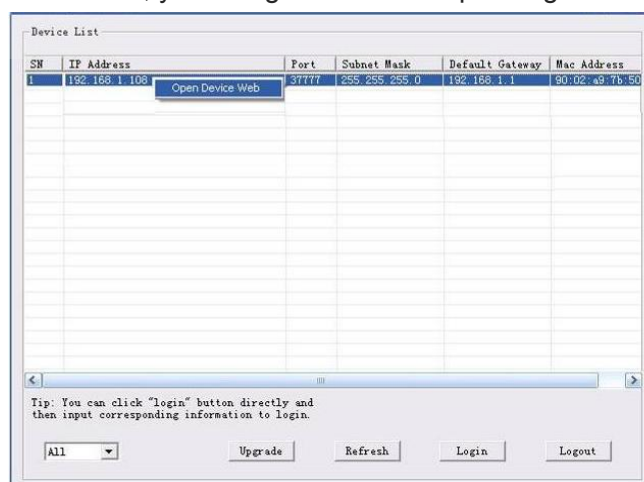 Device List
SN IP Address Port Subnet Mask Default Gateway Mac Address
1 192.168.1.108 37777 255.255.255.0 192.168.1.1 90:02:a9:7b:50
Open Device Web
Tip: You can click "login" button directly and
then input corresponding information to login.
All Upgrade Refresh Login Logout